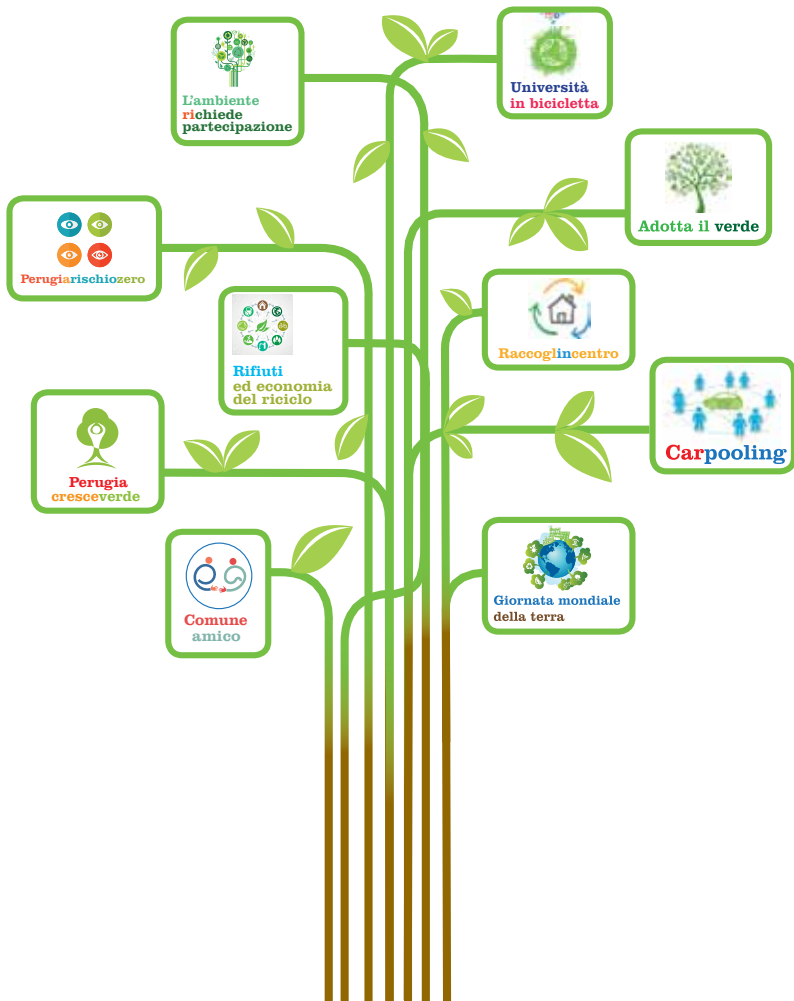 L'ambiente
richiede
partecipazione
Università
in bicicletta
Adotta il verde
Perugiarischiozero
Rifiuti
ed economia
del riciclo
Raccoglincentro
Carpooling
Perugia
cresceverde
Comune
amico
Giornata mondiale
della terra